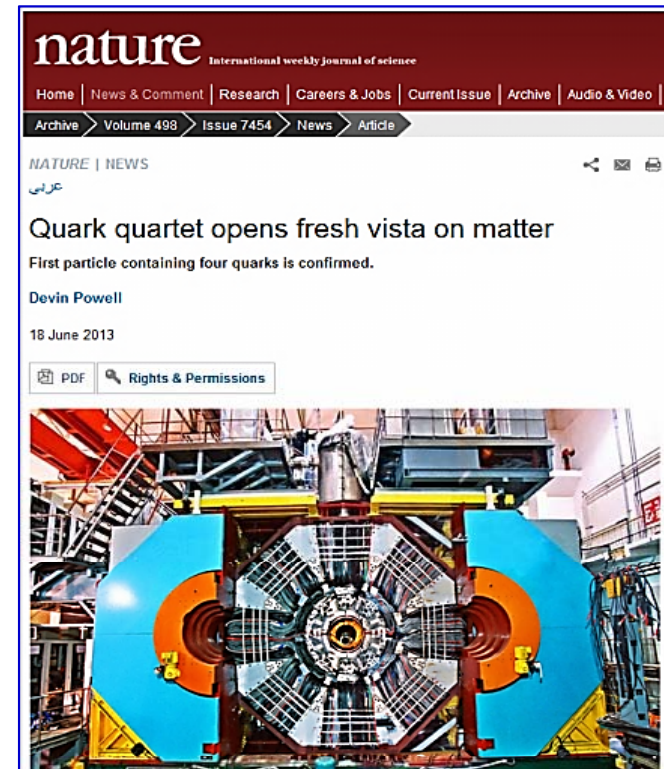 nature International weekly journal of science
Home | News & Comment | Research | Careers & Jobs | Current Issue | Archive | Audio & Video |
Archive Volume 498 Issue 7454 News Article
NATURE | NEWS
عربي
Quark quartet opens fresh vista on matter
First particle containing four quarks is confirmed.
Devin Powell
18 June 2013
PDF Rights & Permissions